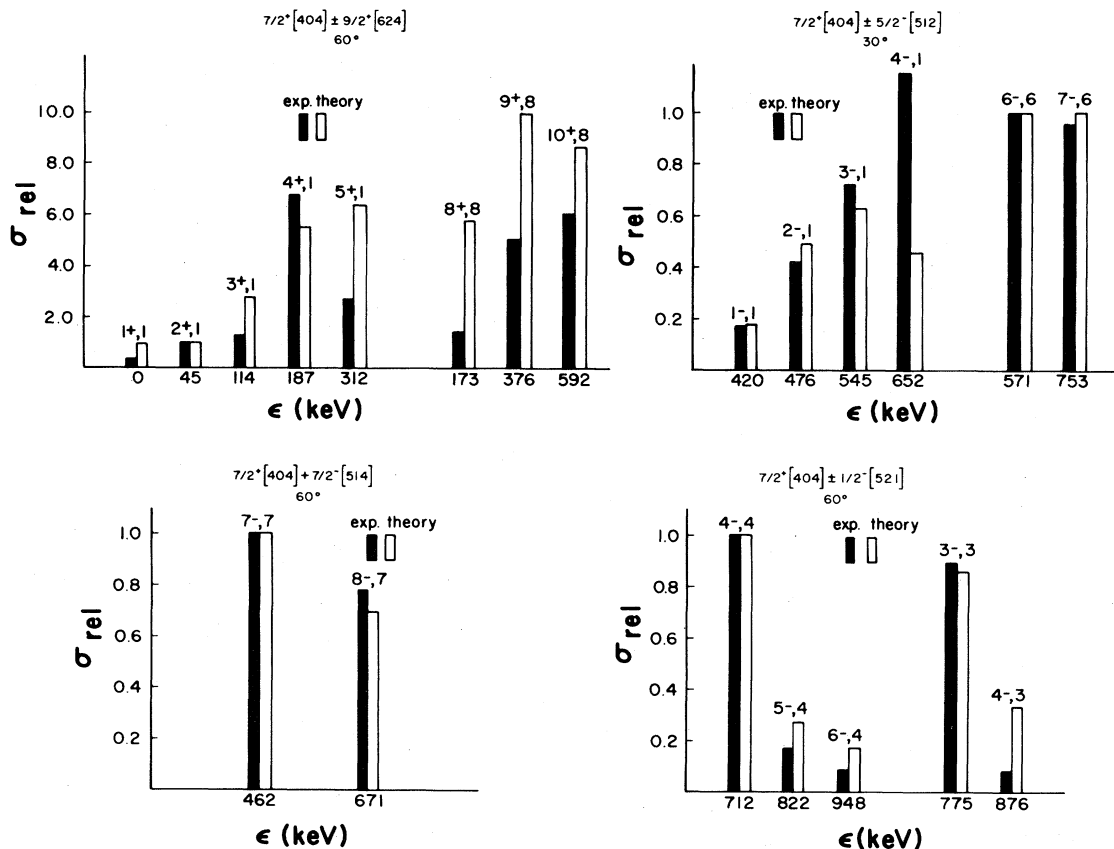 7/2⁺[404] ± 9/2⁺[624]
60°
exp. theory
σ rel
10.0
8.0
6.0
4.0
2.0
1+,1
2+,1
3+,1
4+,1
5+,1
8+,8
9+,8
10+,8
0 45 114 187 312 173 376 592
ϵ (keV)
7/2⁺[404] ± 5/2⁻[512]
30°
exp. theory
σ rel
1.0
0.8
0.6
0.4
0.2
1-,1
2-,1
3-,1
4-,1
6-,6
7-,6
420 476 545 652 571 753
ϵ (keV)
7/2⁺[404] + 7/2⁻[514]
60°
exp. theory
σ rel
1.0
0.8
0.6
0.4
0.2
7-,7
8-,7
462 671
ϵ (keV)
7/2⁺[404] ± 1/2⁻[521]
60°
exp. theory
σ rel
1.0
0.8
0.6
0.4
0.2
4-,4
5-,4
6-,4
3-,3
4-,3
712 822 948 775 876
ϵ (keV)